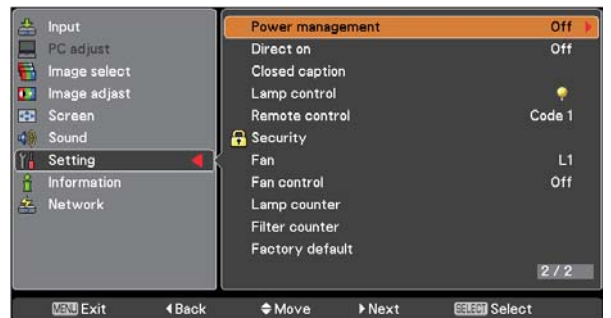 Input
PC adjust
Image select
Image adjast
Screen
Sound
Setting
Information
Network
Power management Off
Direct on Off
Closed caption
Lamp control
Remote control Code 1
Security
Fan L1
Fan control Off
Lamp counter
Filter counter
Factory default
2 / 2
MENU Exit Back Move Next SELECT Select